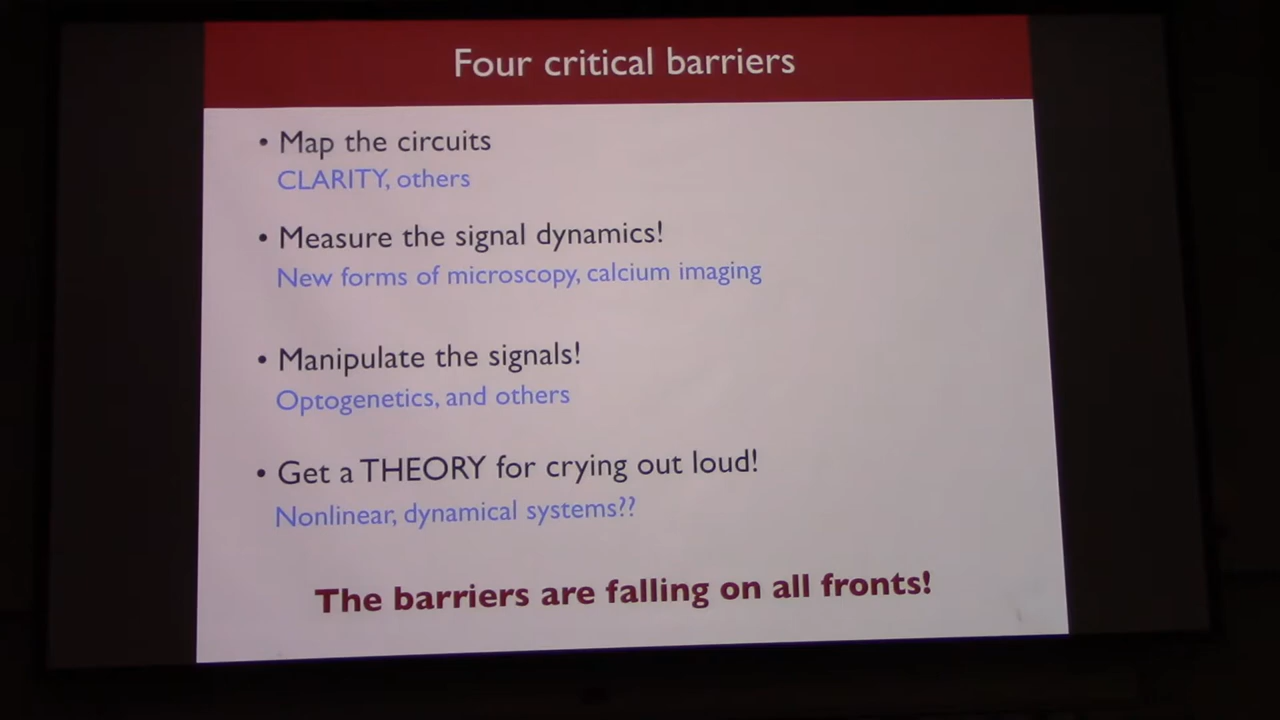 Four critical barriers
• Map the circuits
CLARITY, others
• Measure the signal dynamics!
New forms of microscopy, calcium imaging
• Manipulate the signals!
Optogenetics, and others
• Get a THEORY for crying out loud!
Nonlinear, dynamical systems??
The barriers are falling on all fronts!